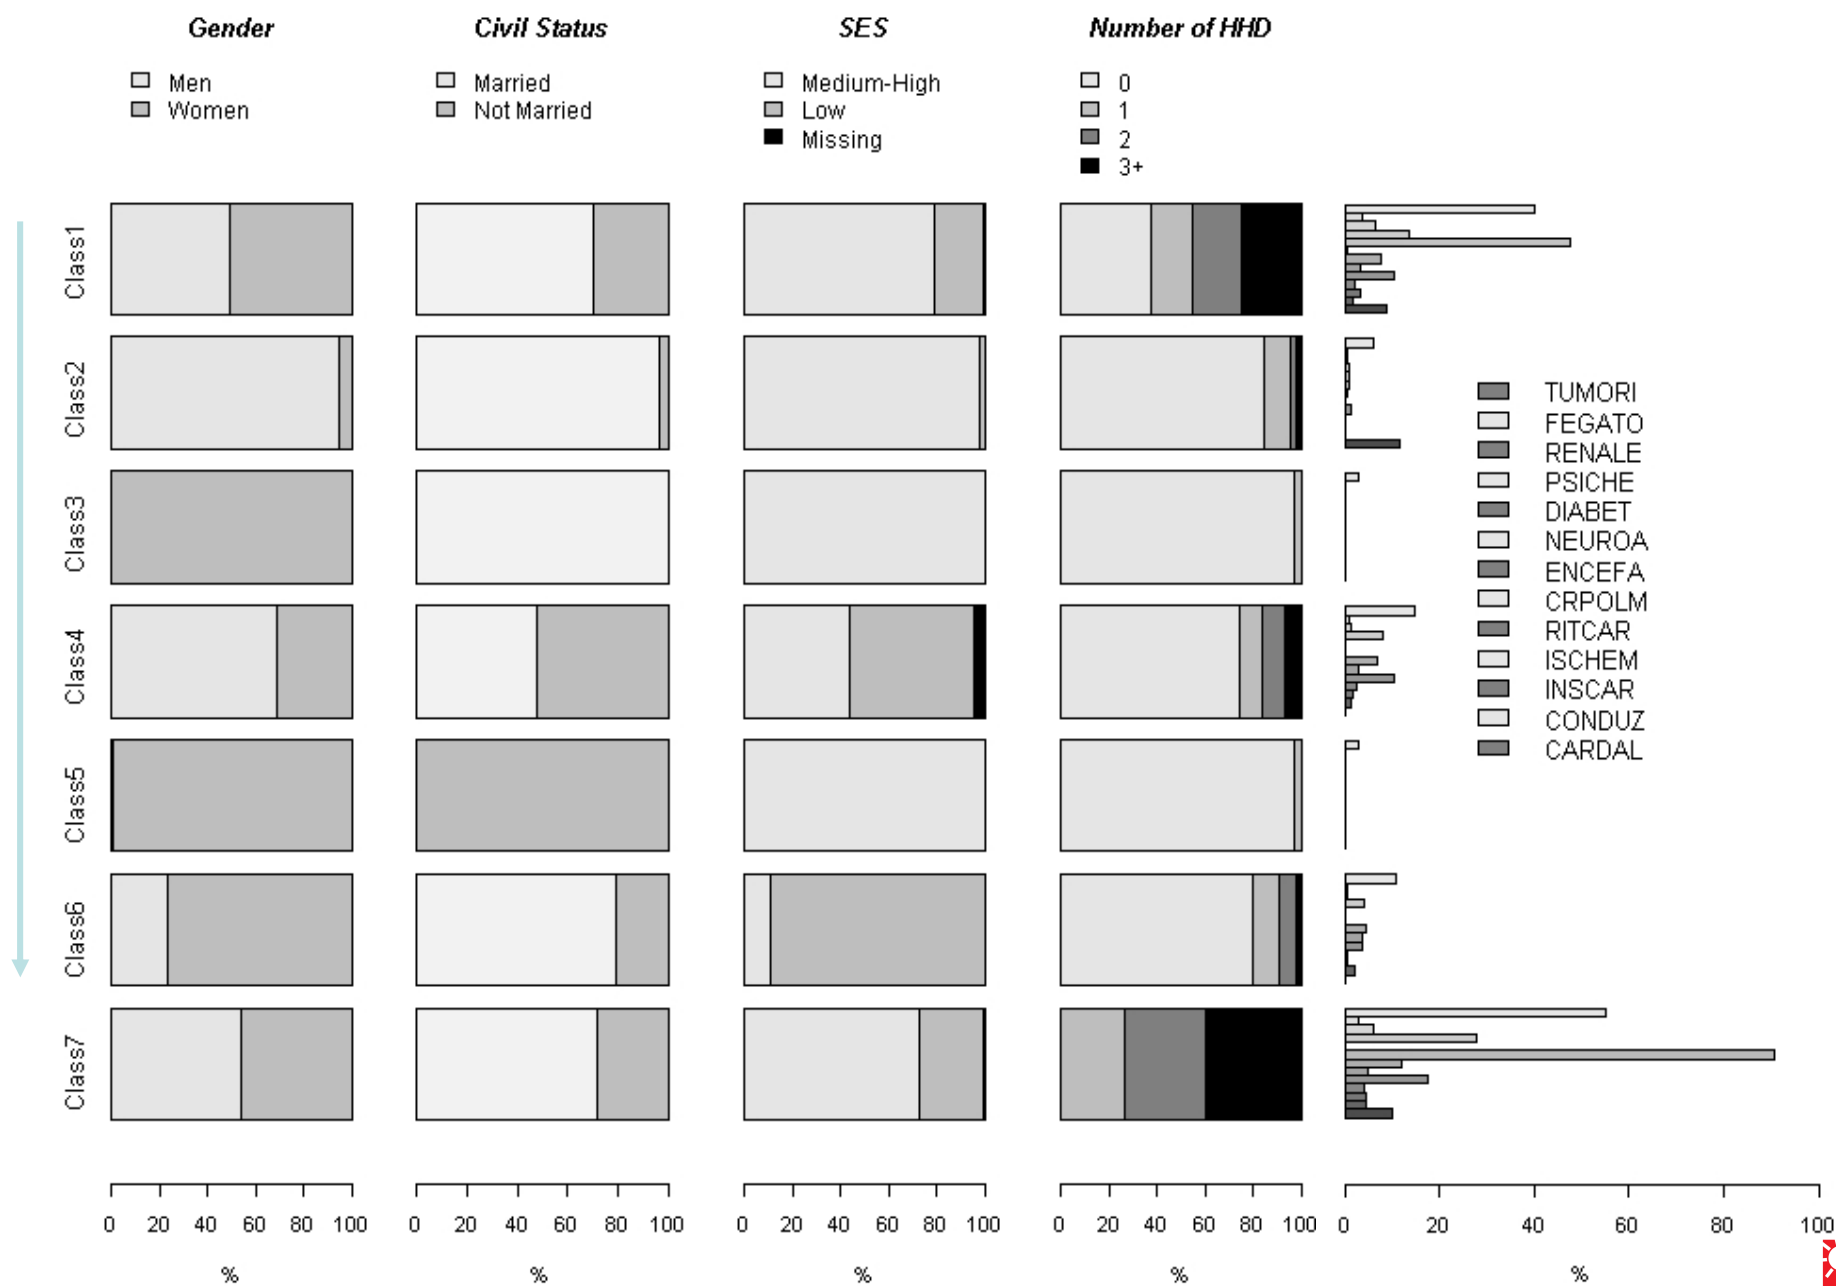 Gender
Civil Status
SES
Number of HHD
Men
Women
Married
Not Married
Medium-High
Low
Missing
0
1
2
3+
Class1
Class2
Class3
Class4
Class5
Class6
Class7
TUMORI
FEGATO
RENALE
PSICHE
DIABET
NEUROA
ENCEFA
CRPOLM
RITCAR
ISCHEM
INSCAR
CONDUZ
CARDAL
0 20 40 60 80 100
0 20 40 60 80 100
0 20 40 60 80 100
0 20 40 60 80 100
0 20 40 60 80 100
%
%
%
%
%